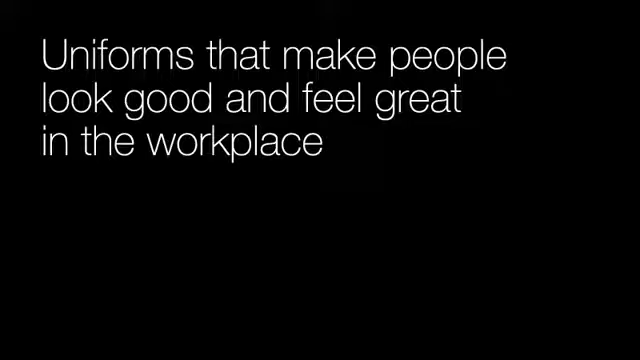 Uniforms that make people
look good and feel great
in the workplace